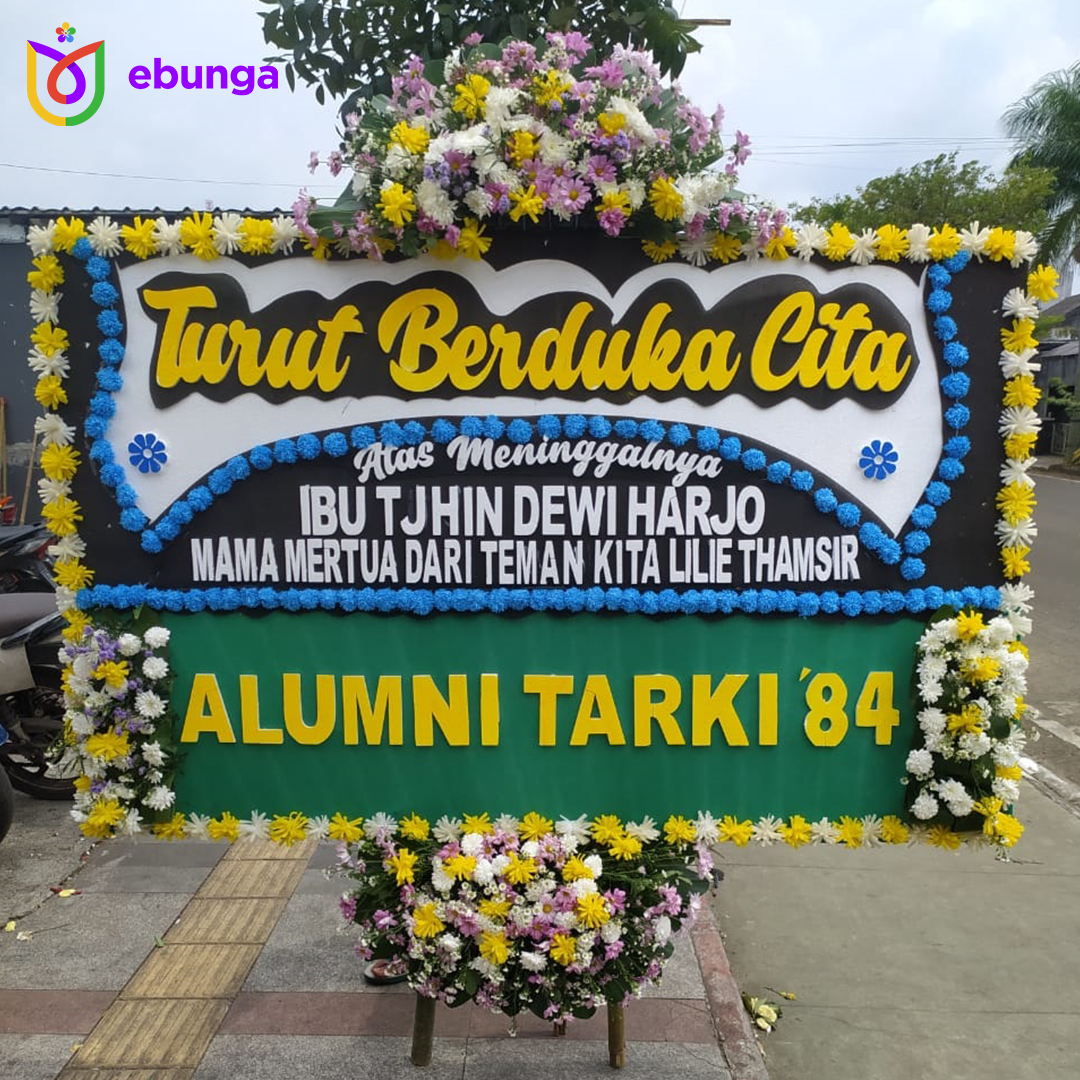 ebunga
Turut Berduka Cita
Atas Meninggalnya
IBU TJHIN DEWI HARJO
MAMA MERTUA DARI TEMAN KITA LILIE THAMSIR
ALUMNI TARKI '84